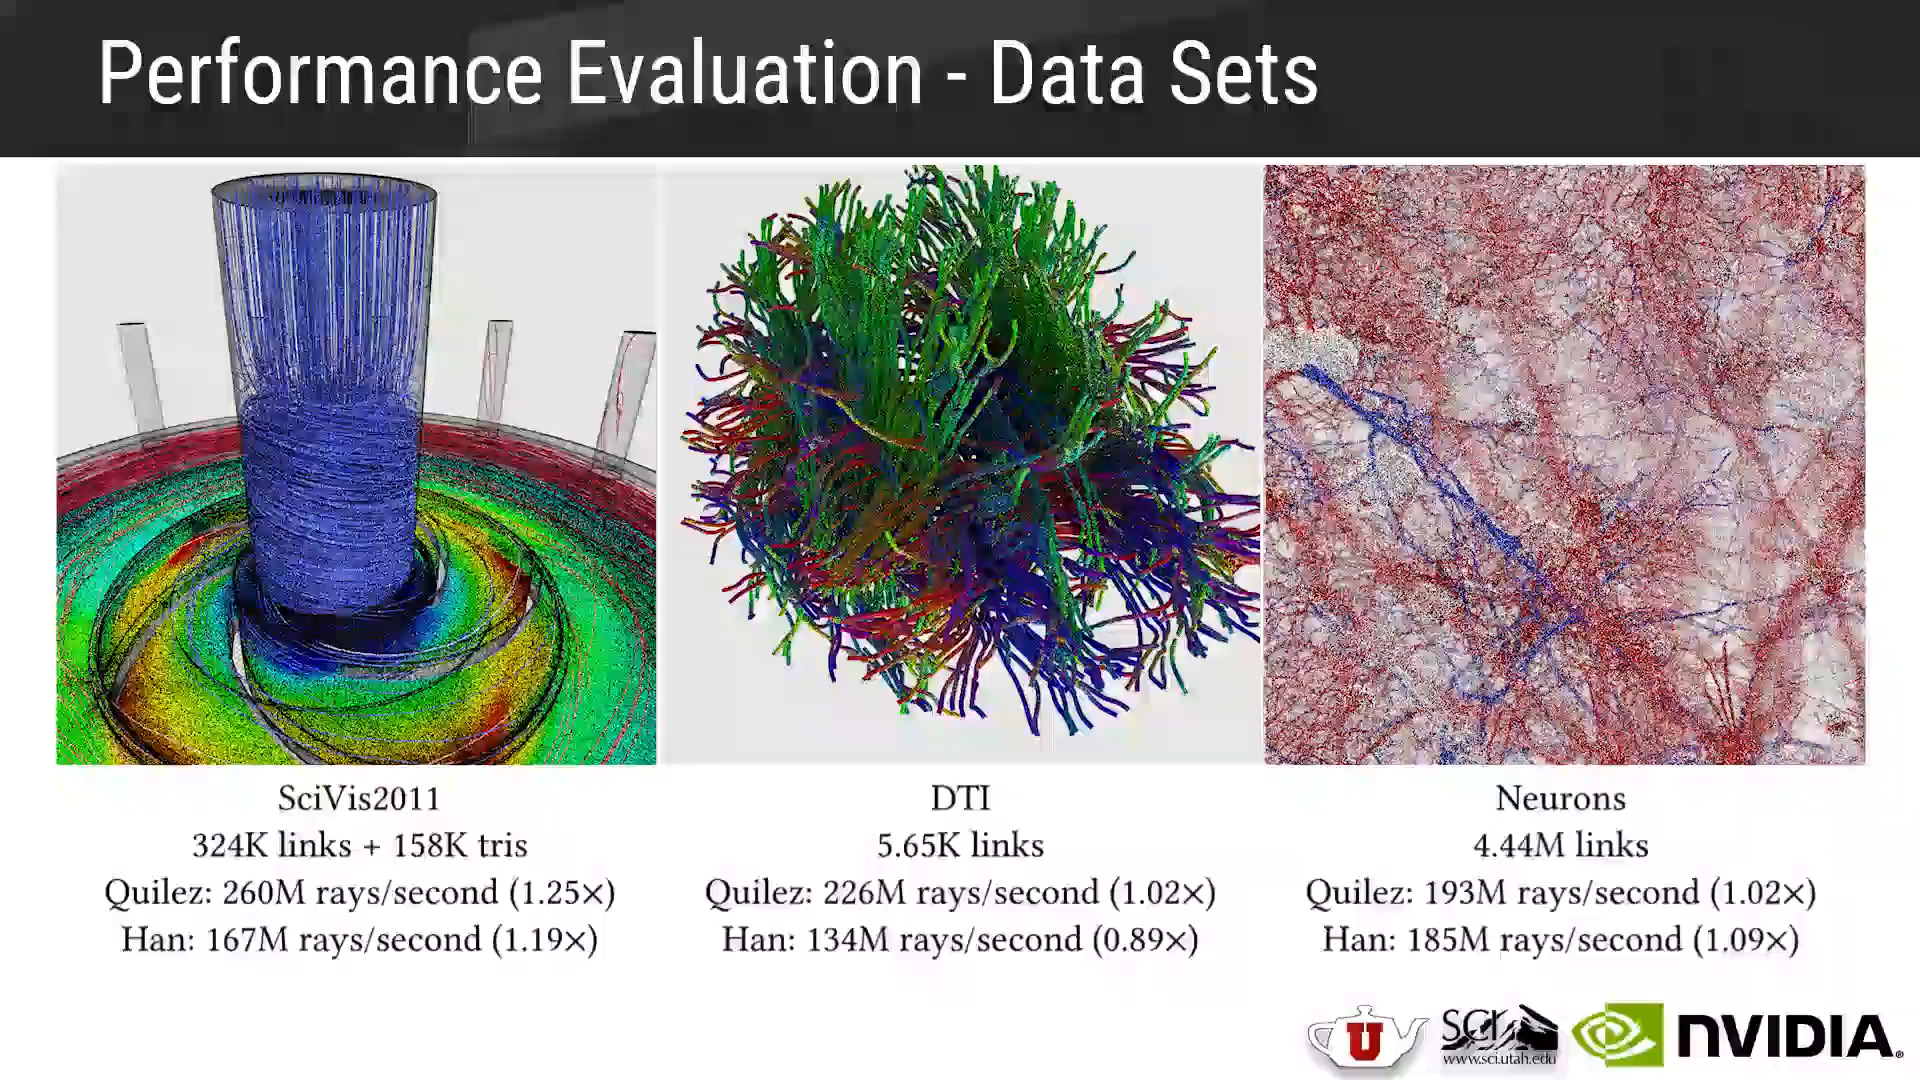 Performance Evaluation - Data Sets
SciVis2011
324K links + 158K tris
Quilez: 260M rays/second (1.25×)
Han: 167M rays/second (1.19×)
DTI
5.65K links
Quilez: 226M rays/second (1.02×)
Han: 134M rays/second (0.89×)
Neurons
4.44M links
Quilez: 193M rays/second (1.02×)
Han: 185M rays/second (1.09×)
U
SCI
www.sci.utah.edu
NVIDIA.